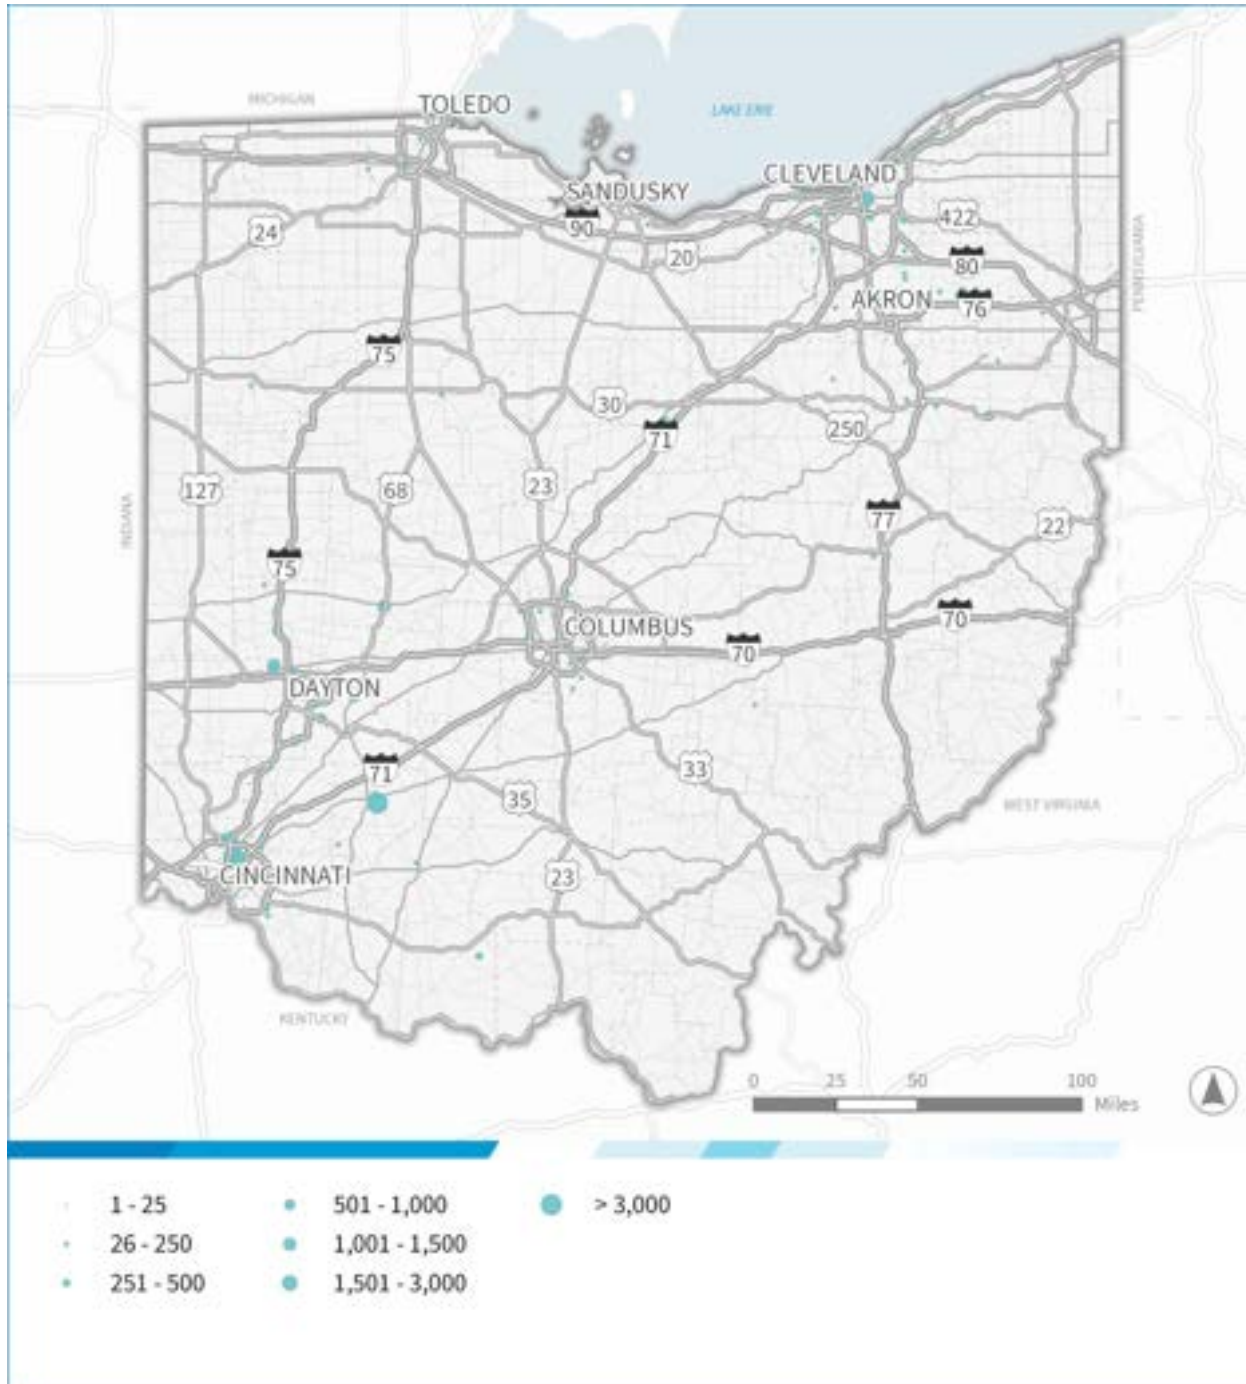 MICHIGAN
TOLEDO
LAKE ERIE
CLEVELAND
SANDUSKY
90
24
422
20
80
PENNSYLVANIA
AKRON
76
75
30
71
250
127
68
23
INDIANA
77
22
75
COLUMBUS
70
70
DAYTON
71
33
35
WEST VIRGINIA
CINCINNATI
23
KENTUCKY
0 25 50 100
Miles
1 - 25
26 - 250
251 - 500
501 - 1,000
1,001 - 1,500
1,501 - 3,000
> 3,000